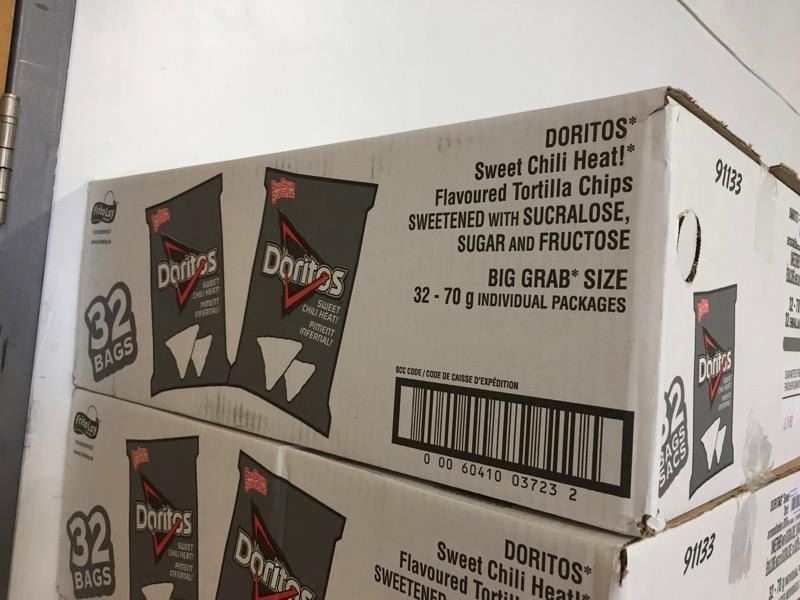 DORITOS*
Sweet Chili Heat!*
Flavoured Tortilla Chips
SWEETENED WITH SUCRALOSE,
SUGAR AND FRUCTOSE
BIG GRAB* SIZE
32 - 70 g INDIVIDUAL PACKAGES
SCC CODE / CODE DE CAISSE D'EXPÉDITION
0 00 60410 03723 2
FritoLay
32
BAGS
Doritos
SWEET
CHILI HEAT!
PIMENT
INFERNAL!
Doritos
SWEET
CHILI HEAT!
PIMENT
INFERNAL!
91133
Doritos
32
BAGS
SACS
FritoLay
32
BAGS
Doritos
SWEET
CHILI HEAT!
PIMENT
INFERNAL!
Doritos
DORITOS*
Sweet Chili Heat!*
Flavoured
SWEETENED
91133